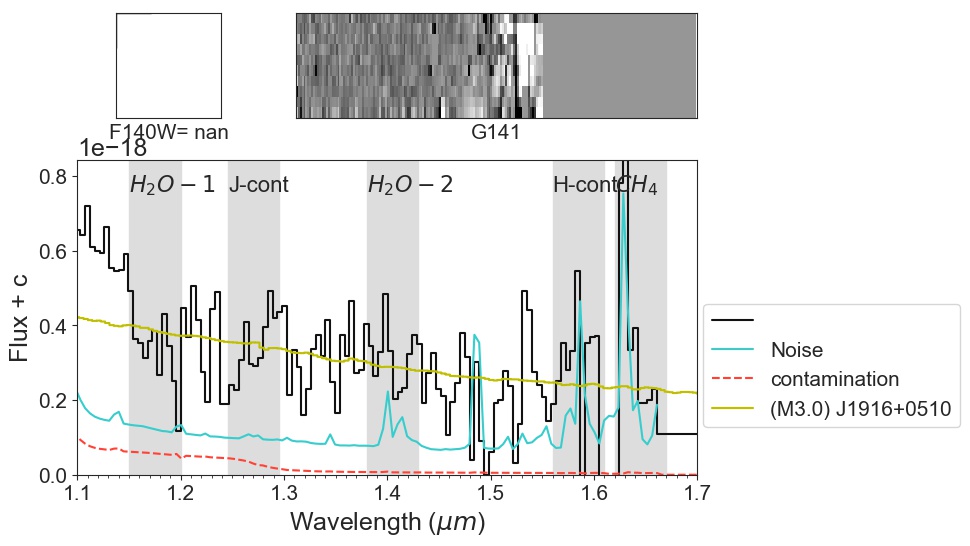 F140W= nan
G141
1e−18
H₂O − 1 J-cont H₂O − 2 H-cont CH₄
0.8
0.6
0.4
0.2
0.0
Flux + c
1.1 1.2 1.3 1.4 1.5 1.6 1.7
Wavelength (μm)
Noise
contamination
(M3.0) J1916+0510